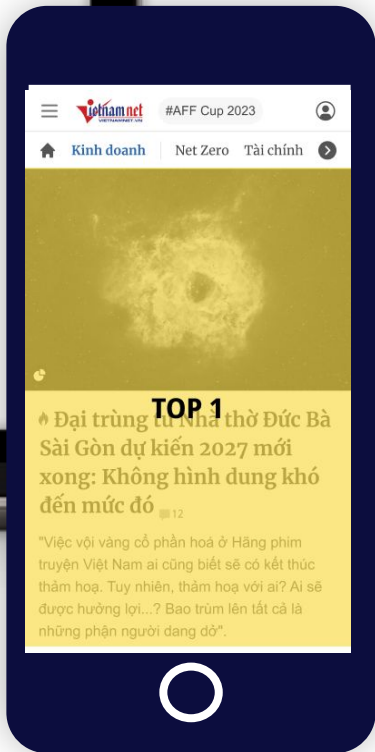 vietnamnet #AFF Cup 2023
VIETNAMNET.VN
Kinh doanh Net Zero Tài chính
TOP 1
Đại trùng tu Nhà thờ Đức Bà
Sài Gòn dự kiến 2027 mới
xong: Không hình dung khó
đến mức đó 12
"Việc vội vàng cổ phần hoá ở Hãng phim
truyện Việt Nam ai cũng biết sẽ có kết thúc
thảm hoạ. Tuy nhiên, thảm hoạ với ai? Ai sẽ
được hưởng lợi...? Bao trùm lên tất cả là
những phận người dang dở".